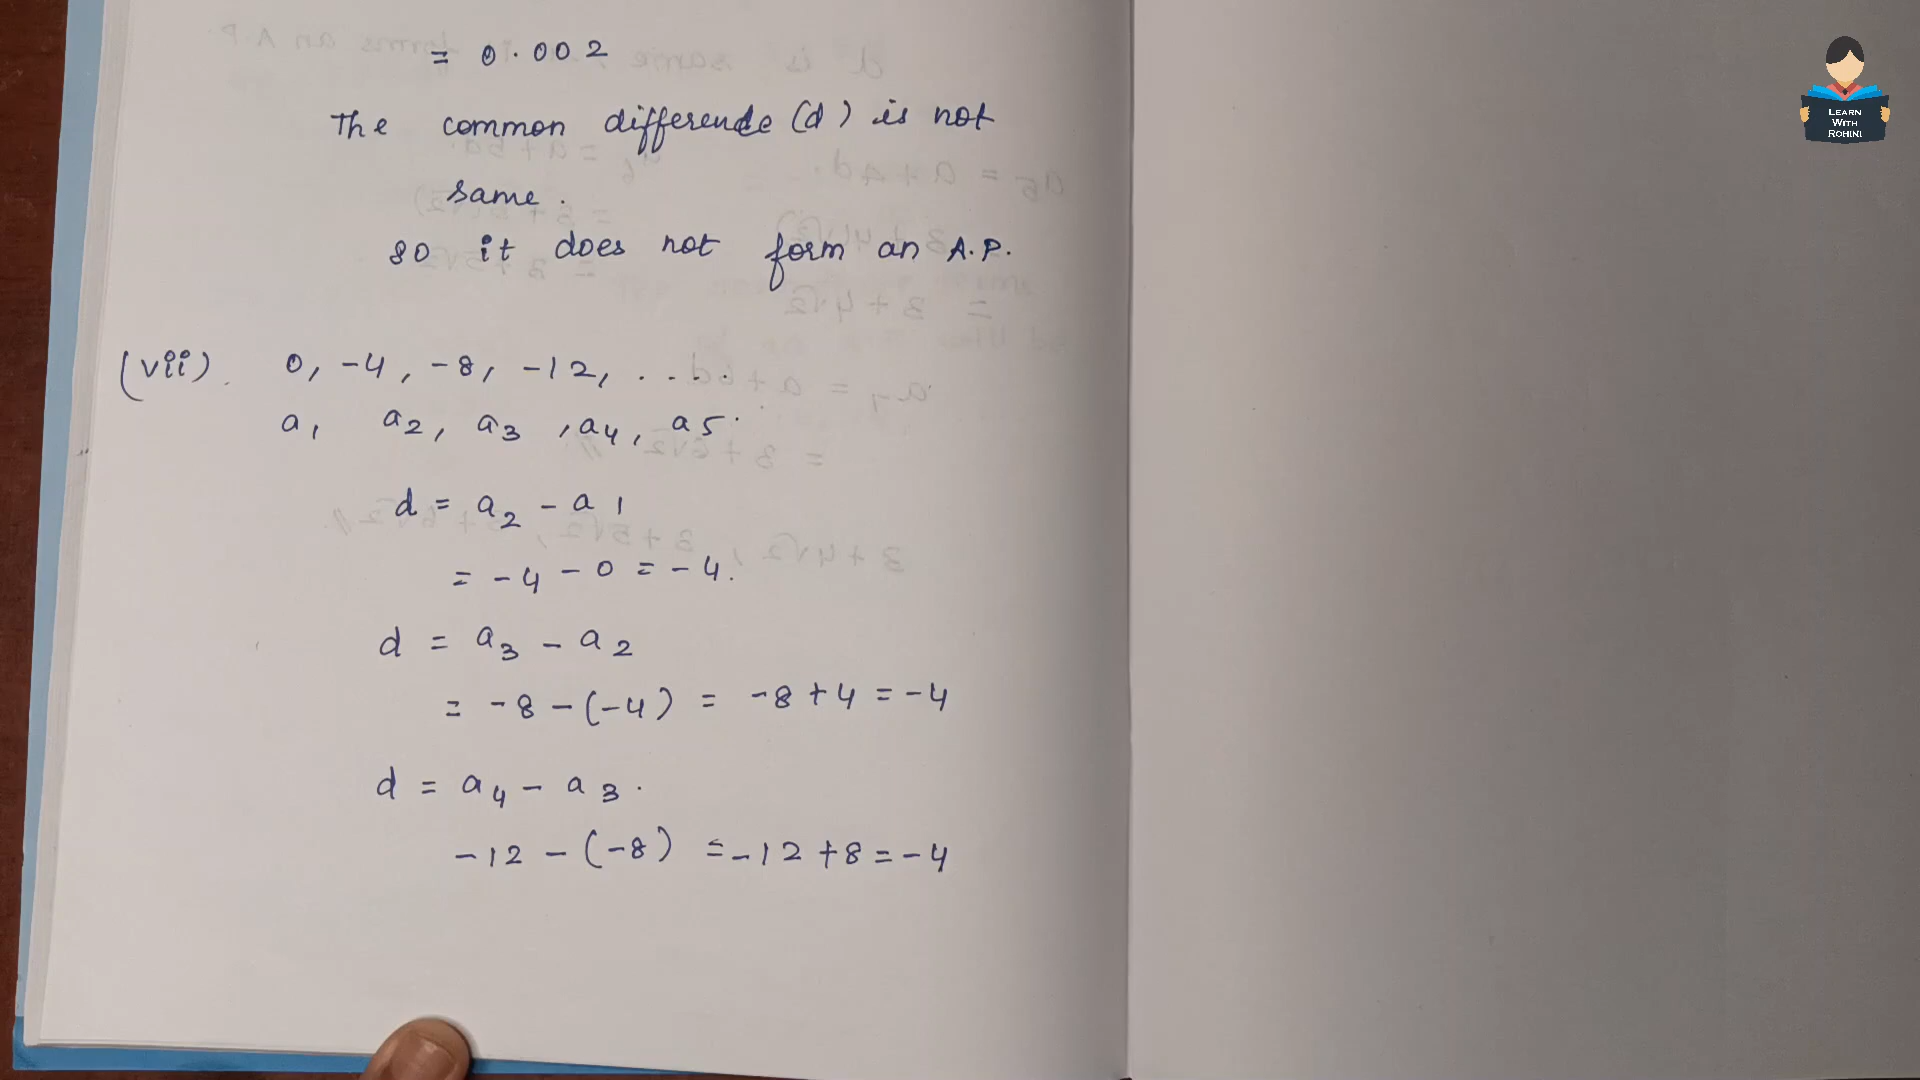 = 0.002
The common difference (d) is not
same.
so it does not form an A.P.
(vii). 0, -4, -8, -12, .....
a1 a2, a3, a4, a5.
d = a2 - a1
= -4 - 0 = -4.
d = a3 - a2
= -8 - (-4) = -8 + 4 = -4
d = a4 - a3.
-12 - (-8) = -12 + 8 = -4
LEARN
WITH
ROHINI